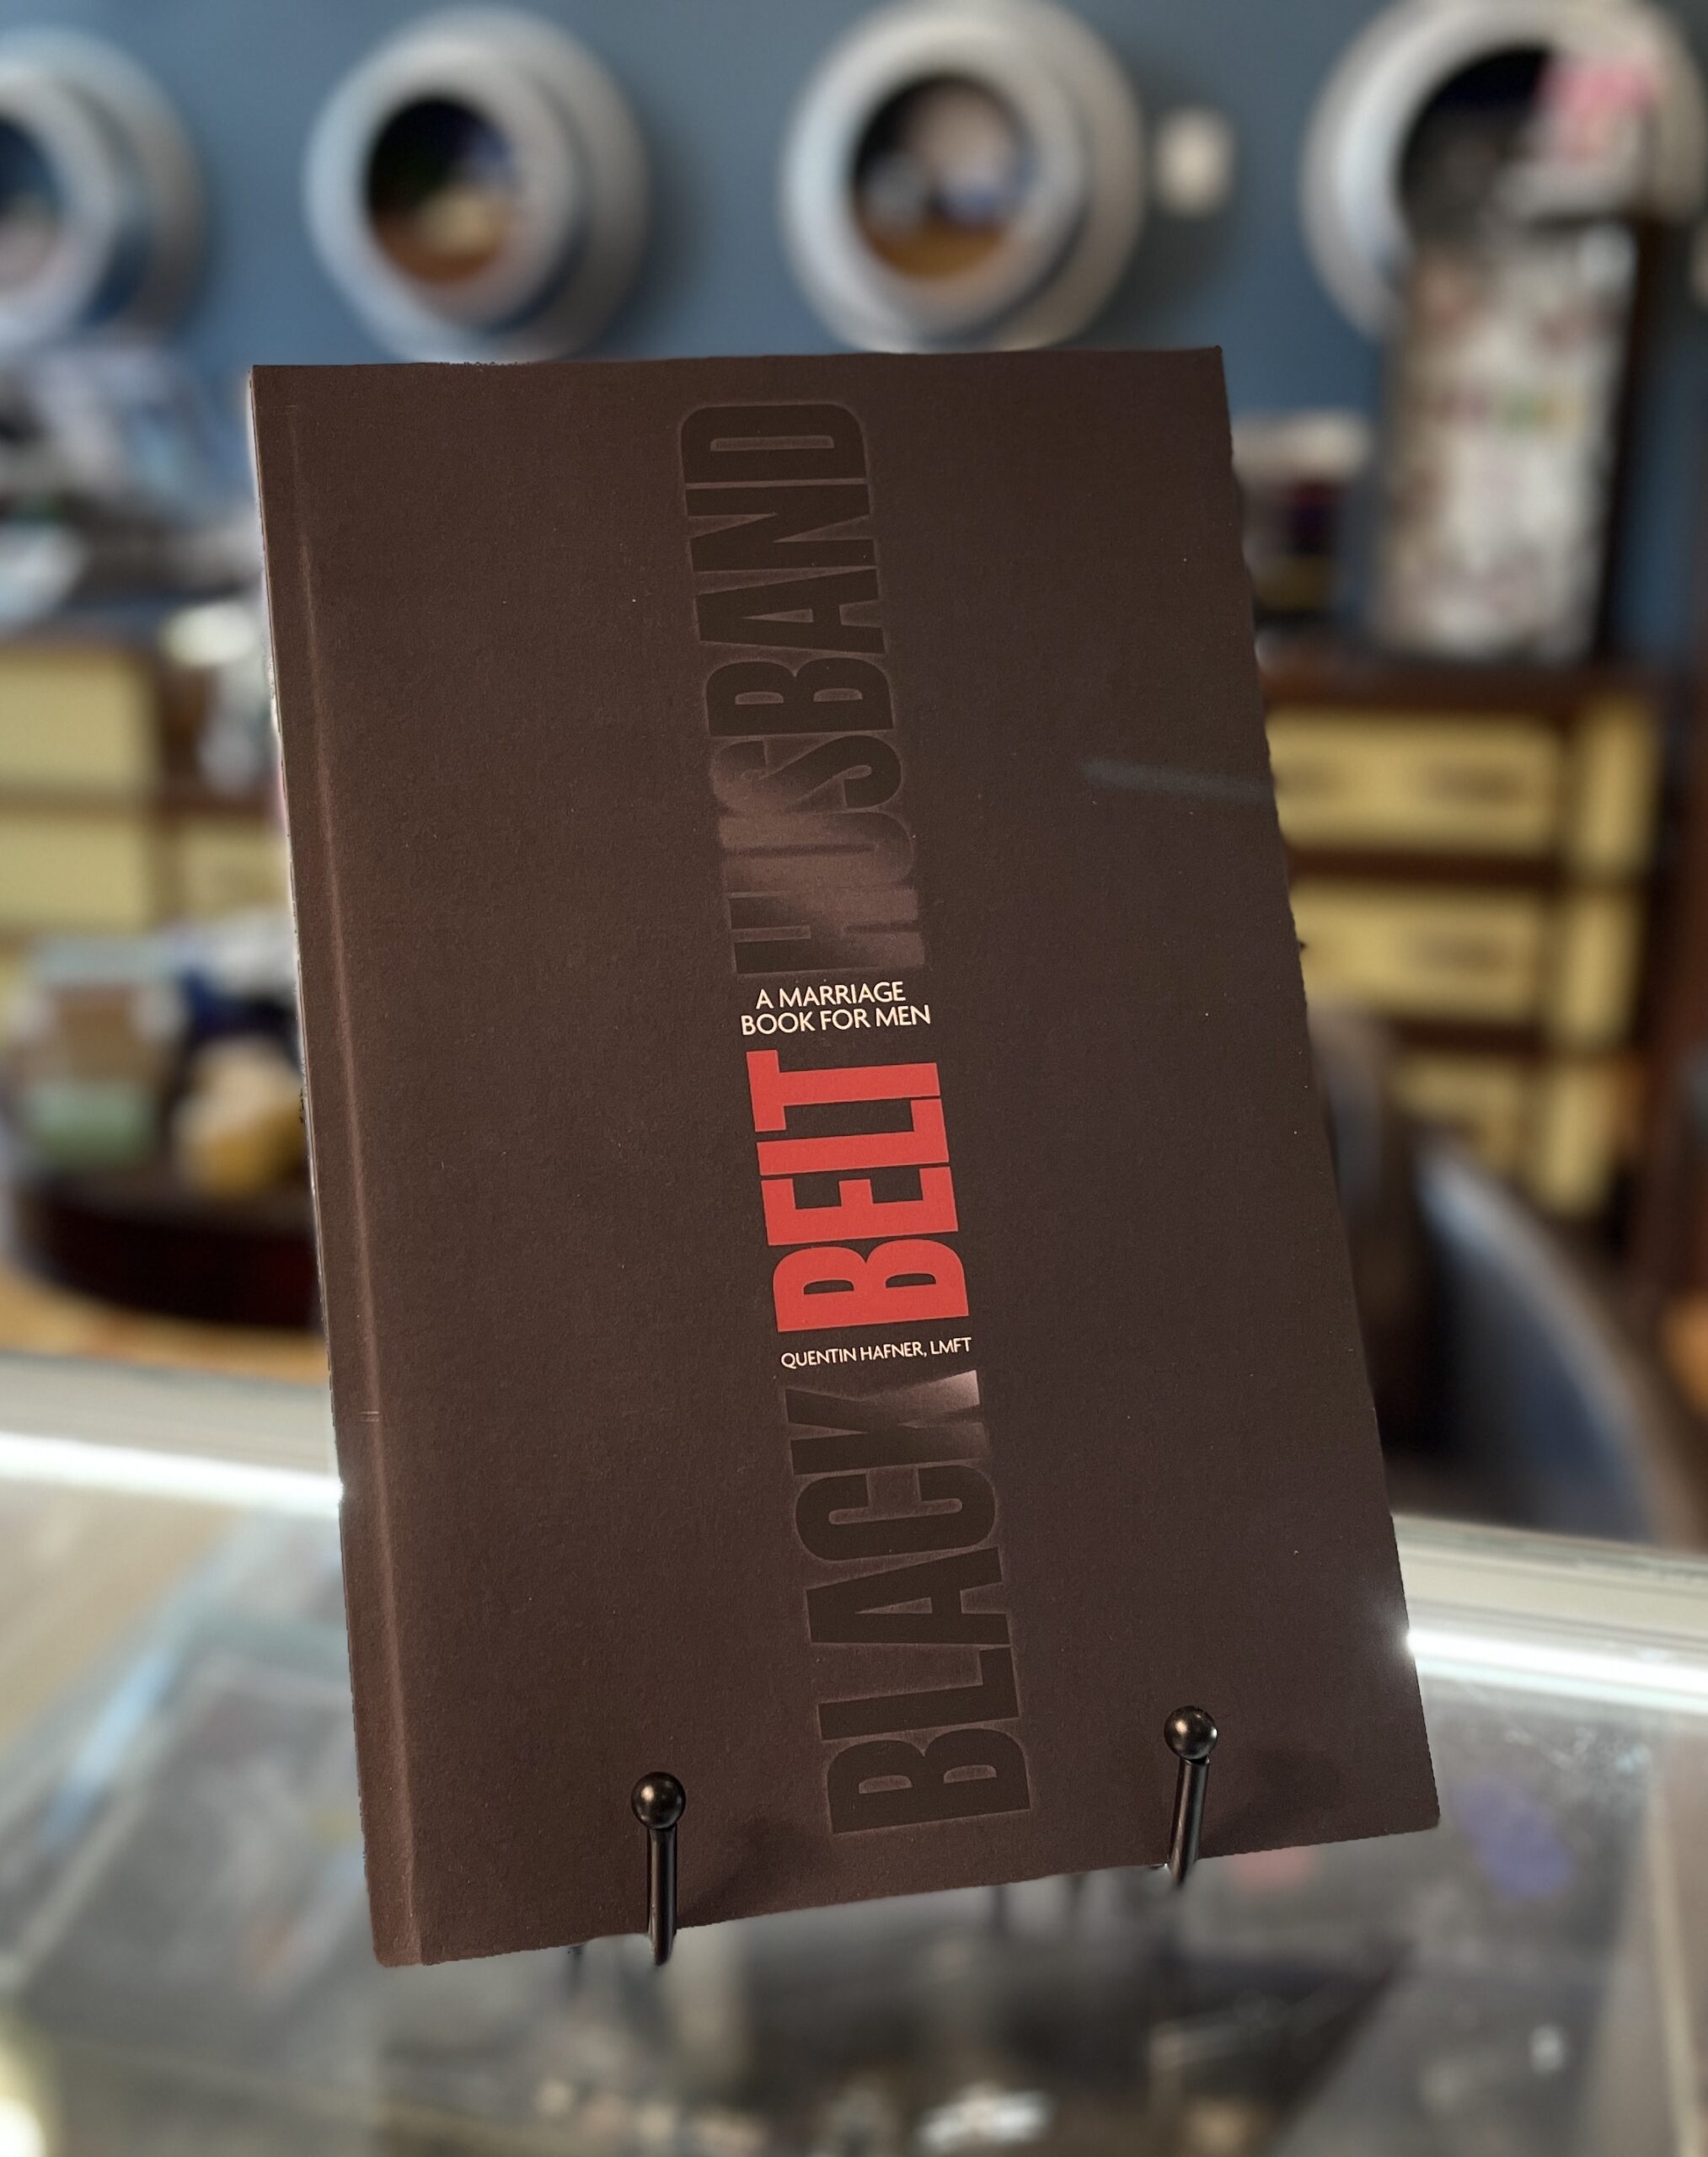 BLACK BELT HUSBAND
A MARRIAGE
BOOK FOR MEN
QUENTIN HAFNER, LMFT